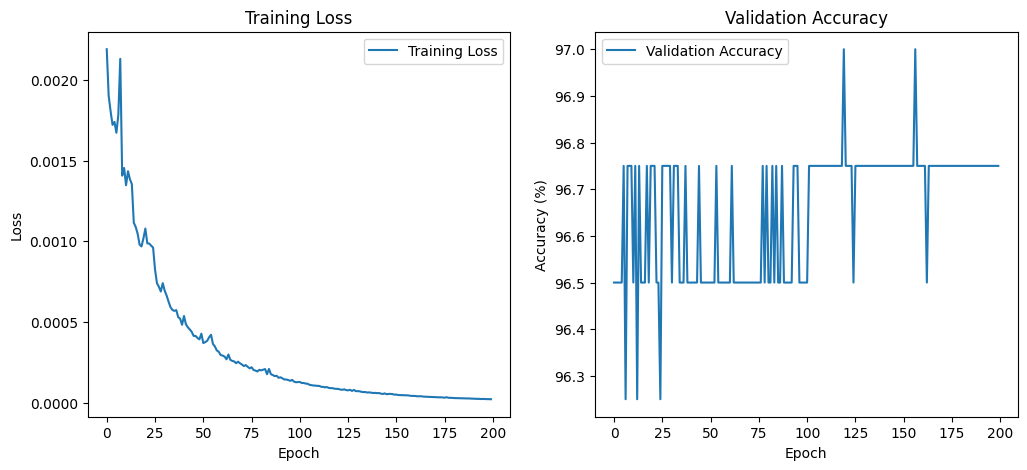 Training Loss
Training Loss
0.0020
0.0015
0.0010
0.0005
0.0000
Loss
0 25 50 75 100 125 150 175 200
Epoch
Validation Accuracy
Validation Accuracy
97.0
96.9
96.8
96.7
96.6
96.5
96.4
96.3
Accuracy (%)
0 25 50 75 100 125 150 175 200
Epoch